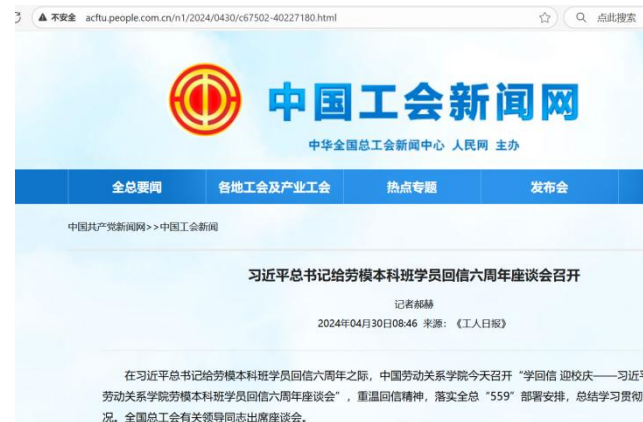 不安全 acftu.people.com.cn/n1/2024/0430/c67502-40227180.html 点此搜索
中国工会新闻网
中华全国总工会新闻中心 人民网 主办
全总要闻 各地工会及产业工会 热点专题 发布会
中国共产党新闻网>>中国工会新闻
习近平总书记给劳模本科班学员回信六周年座谈会召开
记者郝赫
2024年04月30日08:46 来源：《工人日报》
在习近平总书记给劳模本科班学员回信六周年之际，中国劳动关系学院今天召开“学回信 迎校庆——习近平
劳动关系学院劳模本科班学员回信六周年座谈会”，重温回信精神，落实全总“559”部署安排，总结学习贯彻
况。全国总工会有关领导同志出席座谈会。